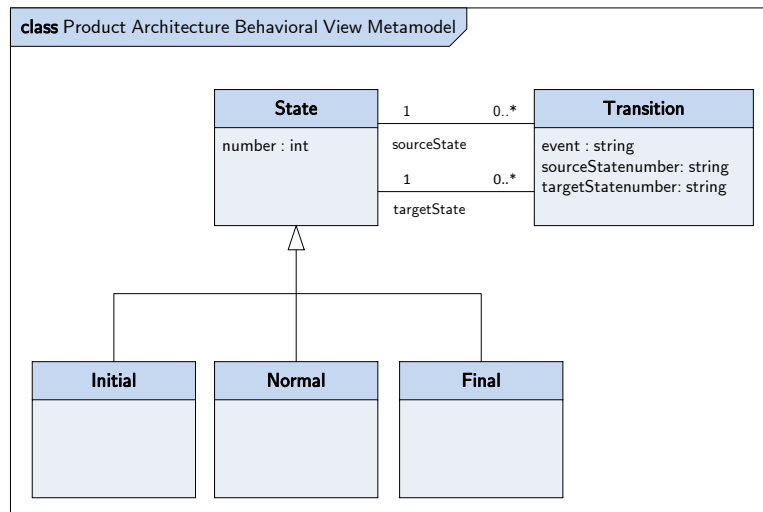 class Product Architecture Behavioral View Metamodel
State
number : int
1
0..*
sourceState
1
0..*
targetState
Transition
event : string
sourceStatenumber: string
targetStatenumber: string
Initial
Normal
Final